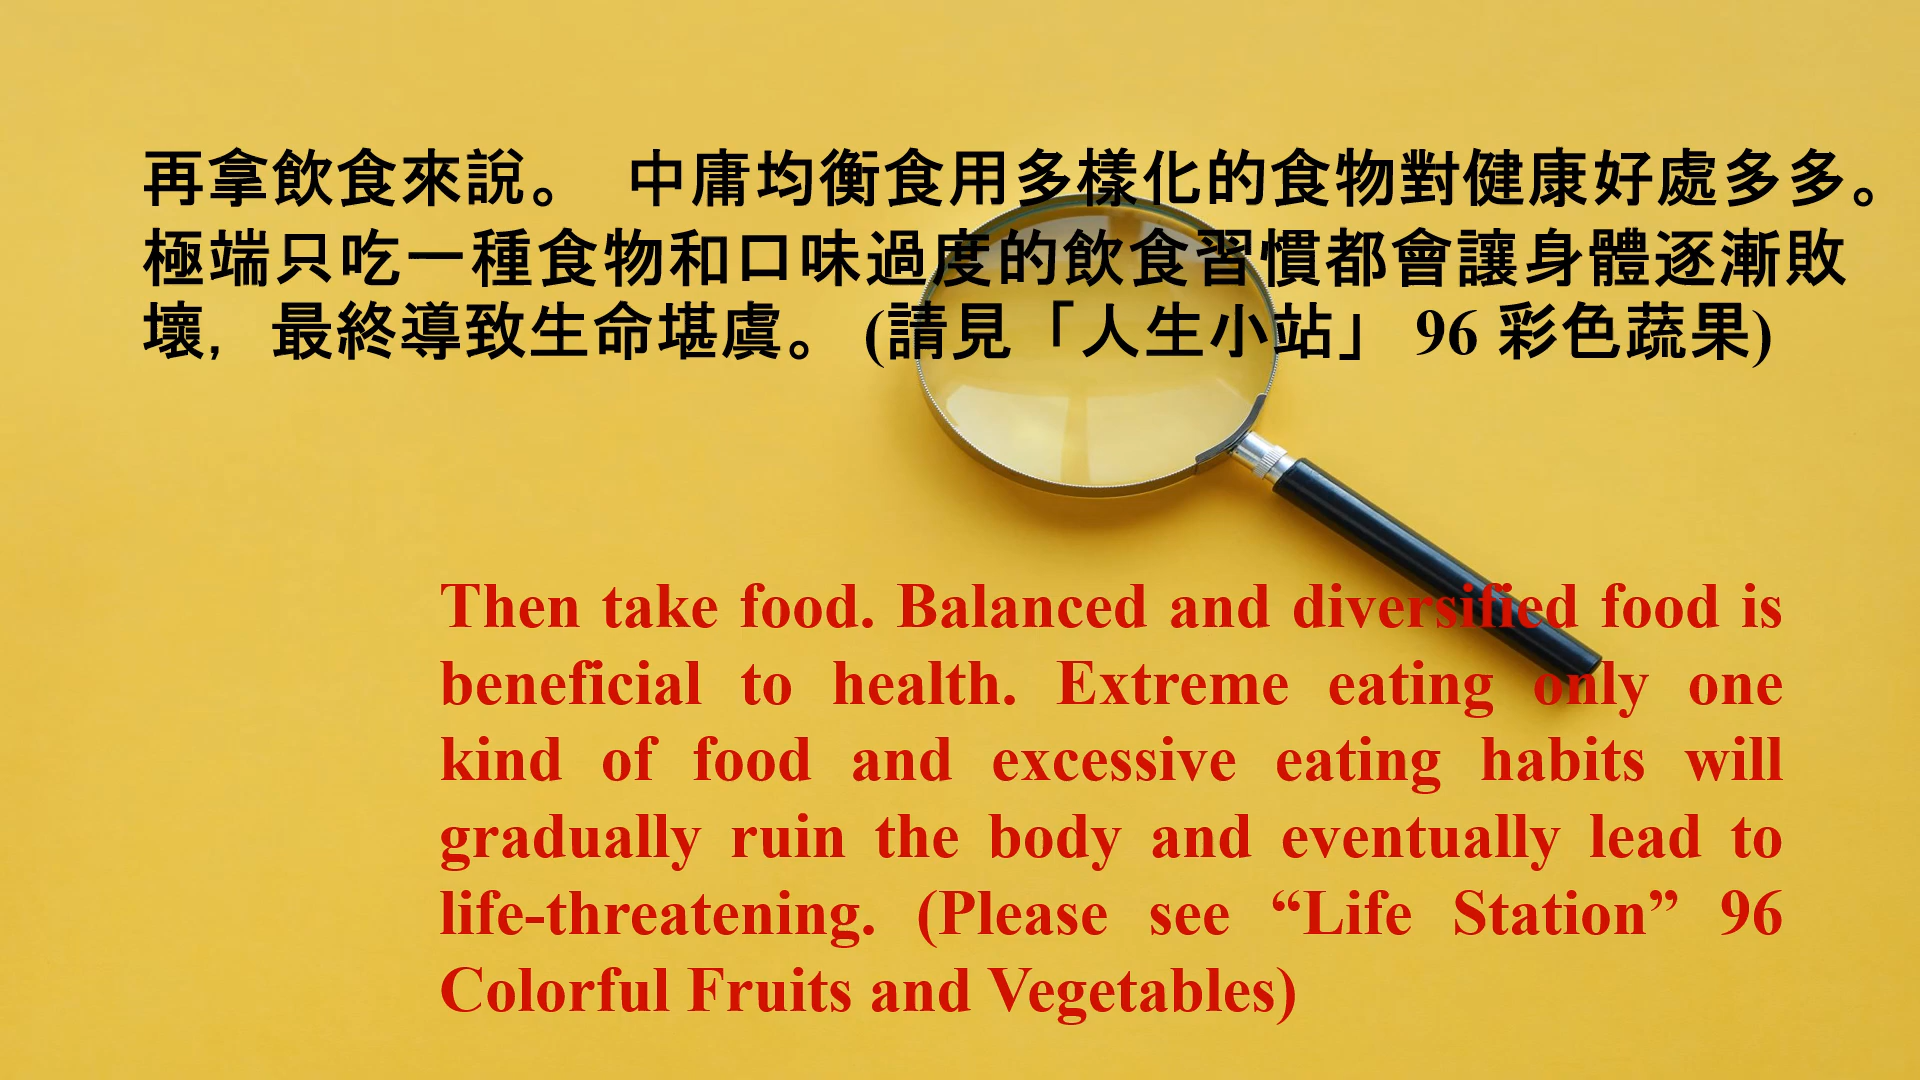 再拿飲食來說。 中庸均衡食用多樣化的食物對健康好處多多。
極端只吃一種食物和口味過度的飲食習慣都會讓身體逐漸敗
壞，最終導致生命堪虞。 (請見「人生小站」 96 彩色蔬果)
Then take food. Balanced and diversified food is
beneficial to health. Extreme eating only one
kind of food and excessive eating habits will
gradually ruin the body and eventually lead to
life-threatening. (Please see “Life Station” 96
Colorful Fruits and Vegetables)